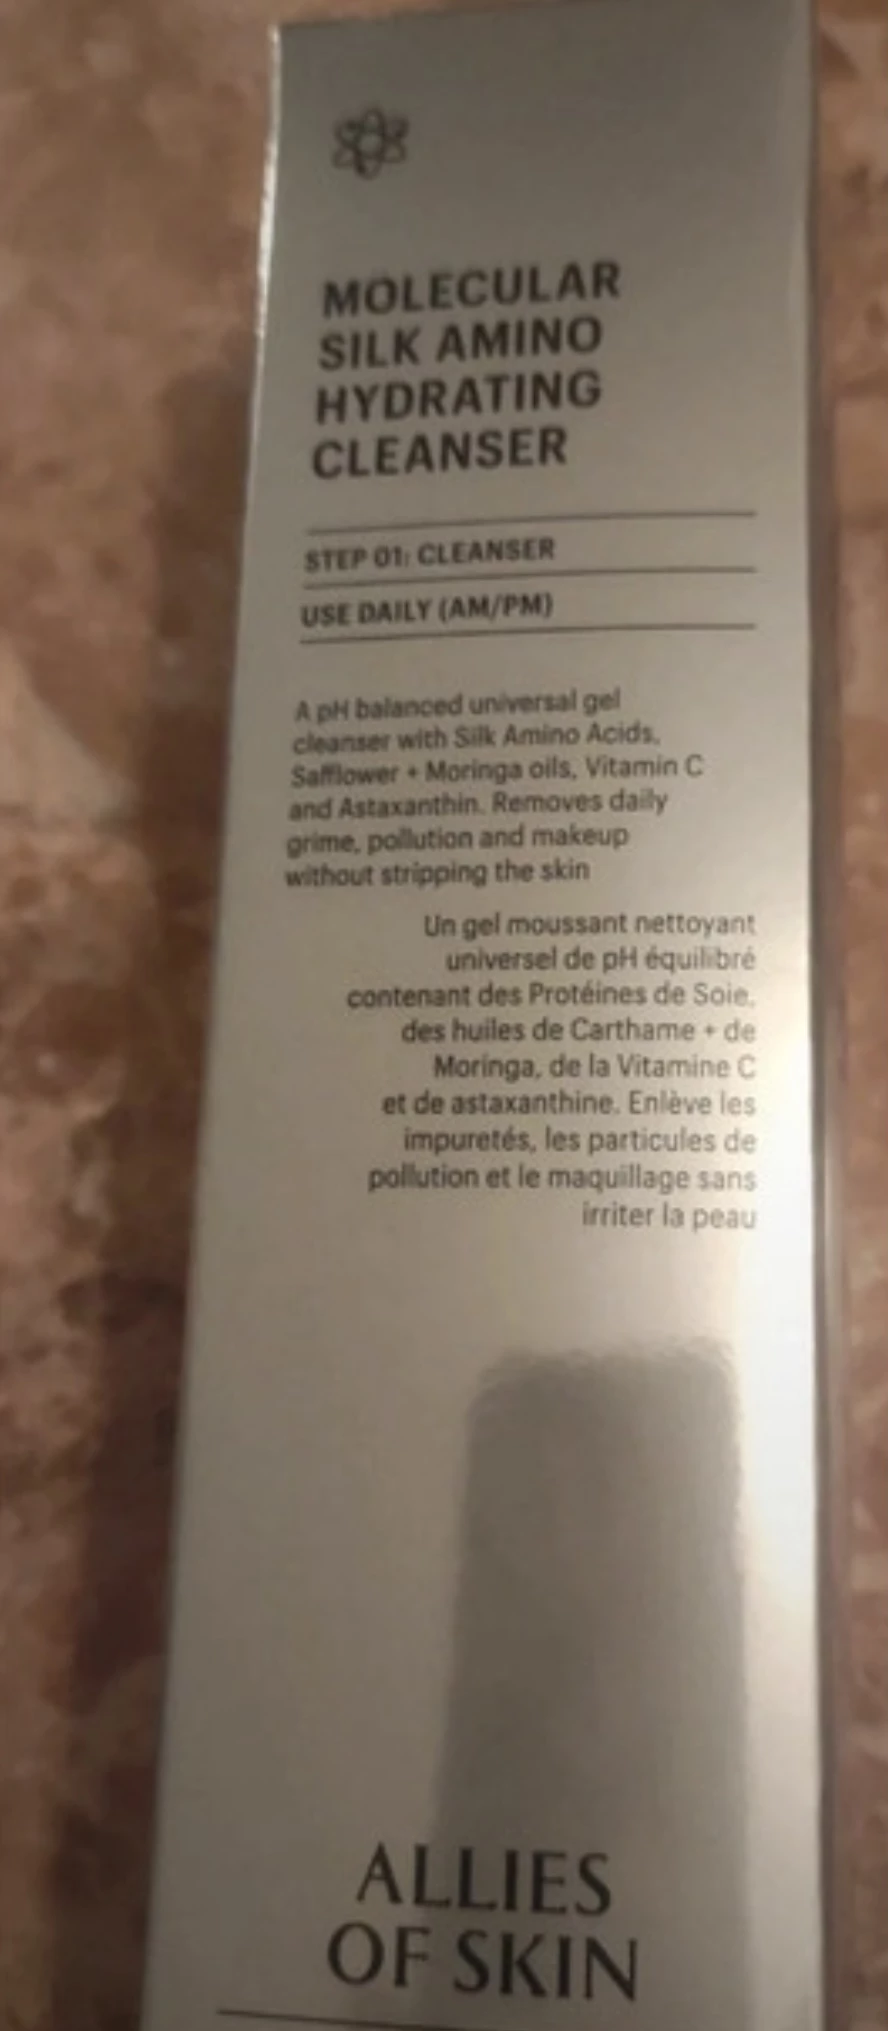 MOLECULAR
SILK AMINO
HYDRATING
CLEANSER
STEP 01: CLEANSER
USE DAILY (AM/PM)
A pH balanced universal gel
cleanser with Silk Amino Acids,
Safflower + Moringa oils, Vitamin C
and Astaxanthin. Removes daily
grime, pollution and makeup
without stripping the skin
Un gel moussant nettoyant
universel de pH équilibré
contenant des Protéines de Soie,
des huiles de Carthame + de
Moringa, de la Vitamine C
et de astaxanthine. Enlève les
impuretés, les particules de
pollution et le maquillage sans
irriter la peau
ALLIES
OF SKIN